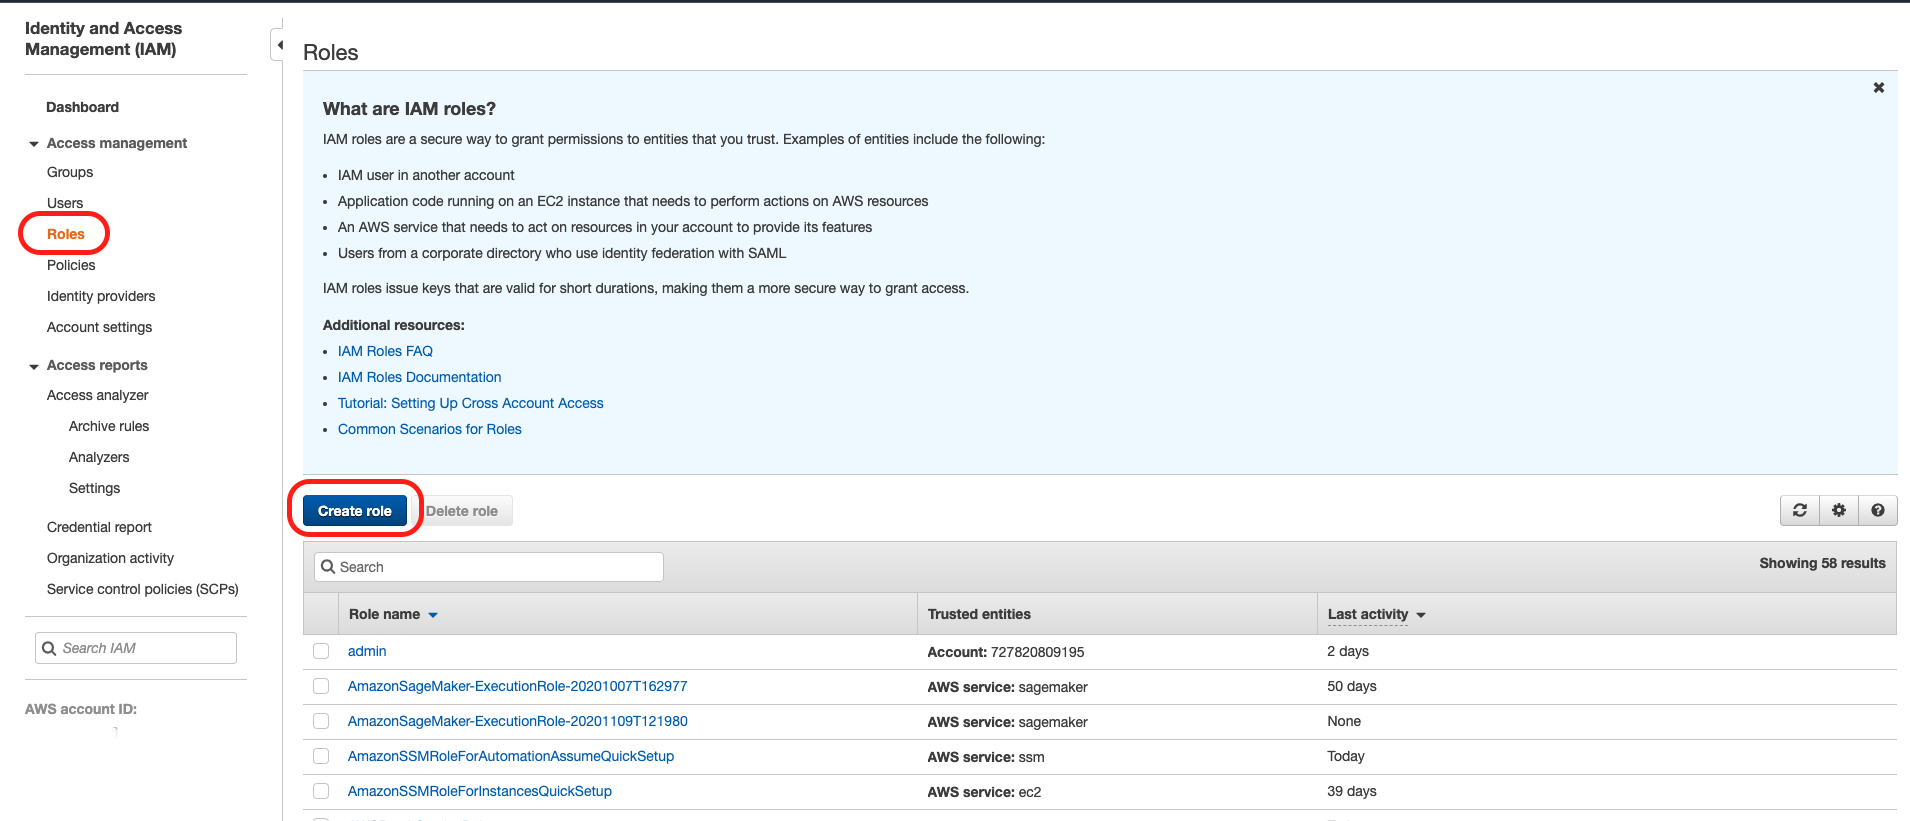 Identity and Access
Management (IAM)
Dashboard
Access management
Groups
Users
Roles
Policies
Identity providers
Account settings
Access reports
Access analyzer
Archive rules
Analyzers
Settings
Credential report
Organization activity
Service control policies (SCPs)
Search IAM
AWS account ID:
Roles
What are IAM roles?
IAM roles are a secure way to grant permissions to entities that you trust. Examples of entities include the following:
• IAM user in another account
• Application code running on an EC2 instance that needs to perform actions on AWS resources
• An AWS service that needs to act on resources in your account to provide its features
• Users from a corporate directory who use identity federation with SAML
IAM roles issue keys that are valid for short durations, making them a more secure way to grant access.
Additional resources:
• IAM Roles FAQ
• IAM Roles Documentation
• Tutorial: Setting Up Cross Account Access
• Common Scenarios for Roles
Create role Delete role
Search Showing 58 results
Role name Trusted entities Last activity
admin Account: 727820809195 2 days
AmazonSageMaker-ExecutionRole-20201007T162977 AWS service: sagemaker 50 days
AmazonSageMaker-ExecutionRole-20201109T121980 AWS service: sagemaker None
AmazonSSMRoleForAutomationAssumeQuickSetup AWS service: ssm Today
AmazonSSMRoleForInstancesQuickSetup AWS service: ec2 39 days